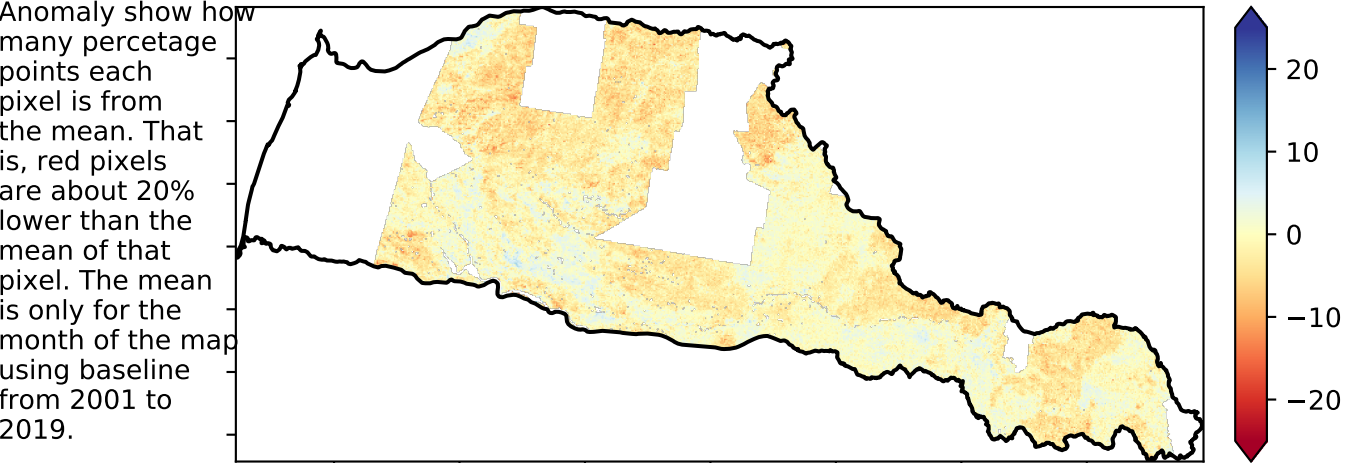 Anomaly show how
many percetage
points each
pixel is from
the mean. That
is, red pixels
are about 20%
lower than the
mean of that
pixel. The mean
is only for the
month of the map
using baseline
from 2001 to
2019.
20
10
0
−10
−20